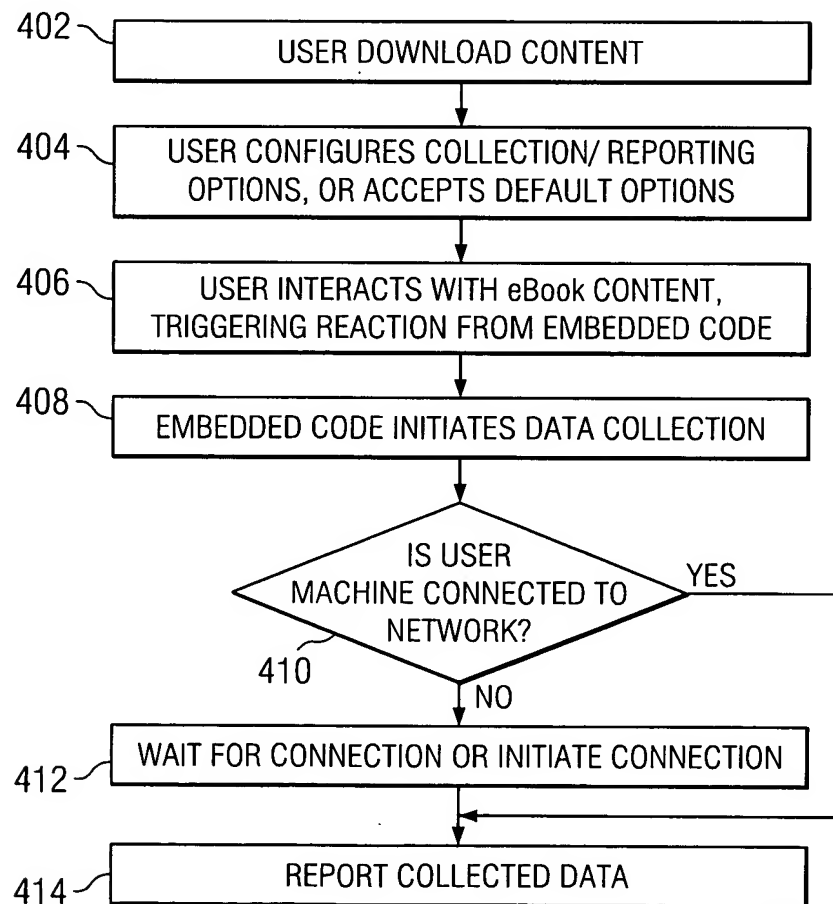 402
USER DOWNLOAD CONTENT
404
USER CONFIGURES COLLECTION/ REPORTING
OPTIONS, OR ACCEPTS DEFAULT OPTIONS
406
USER INTERACTS WITH eBook CONTENT,
TRIGGERING REACTION FROM EMBEDDED CODE
408
EMBEDDED CODE INITIATES DATA COLLECTION
IS USER
MACHINE CONNECTED TO
NETWORK?
YES
410
NO
WAIT FOR CONNECTION OR INITIATE CONNECTION
412
REPORT COLLECTED DATA
414